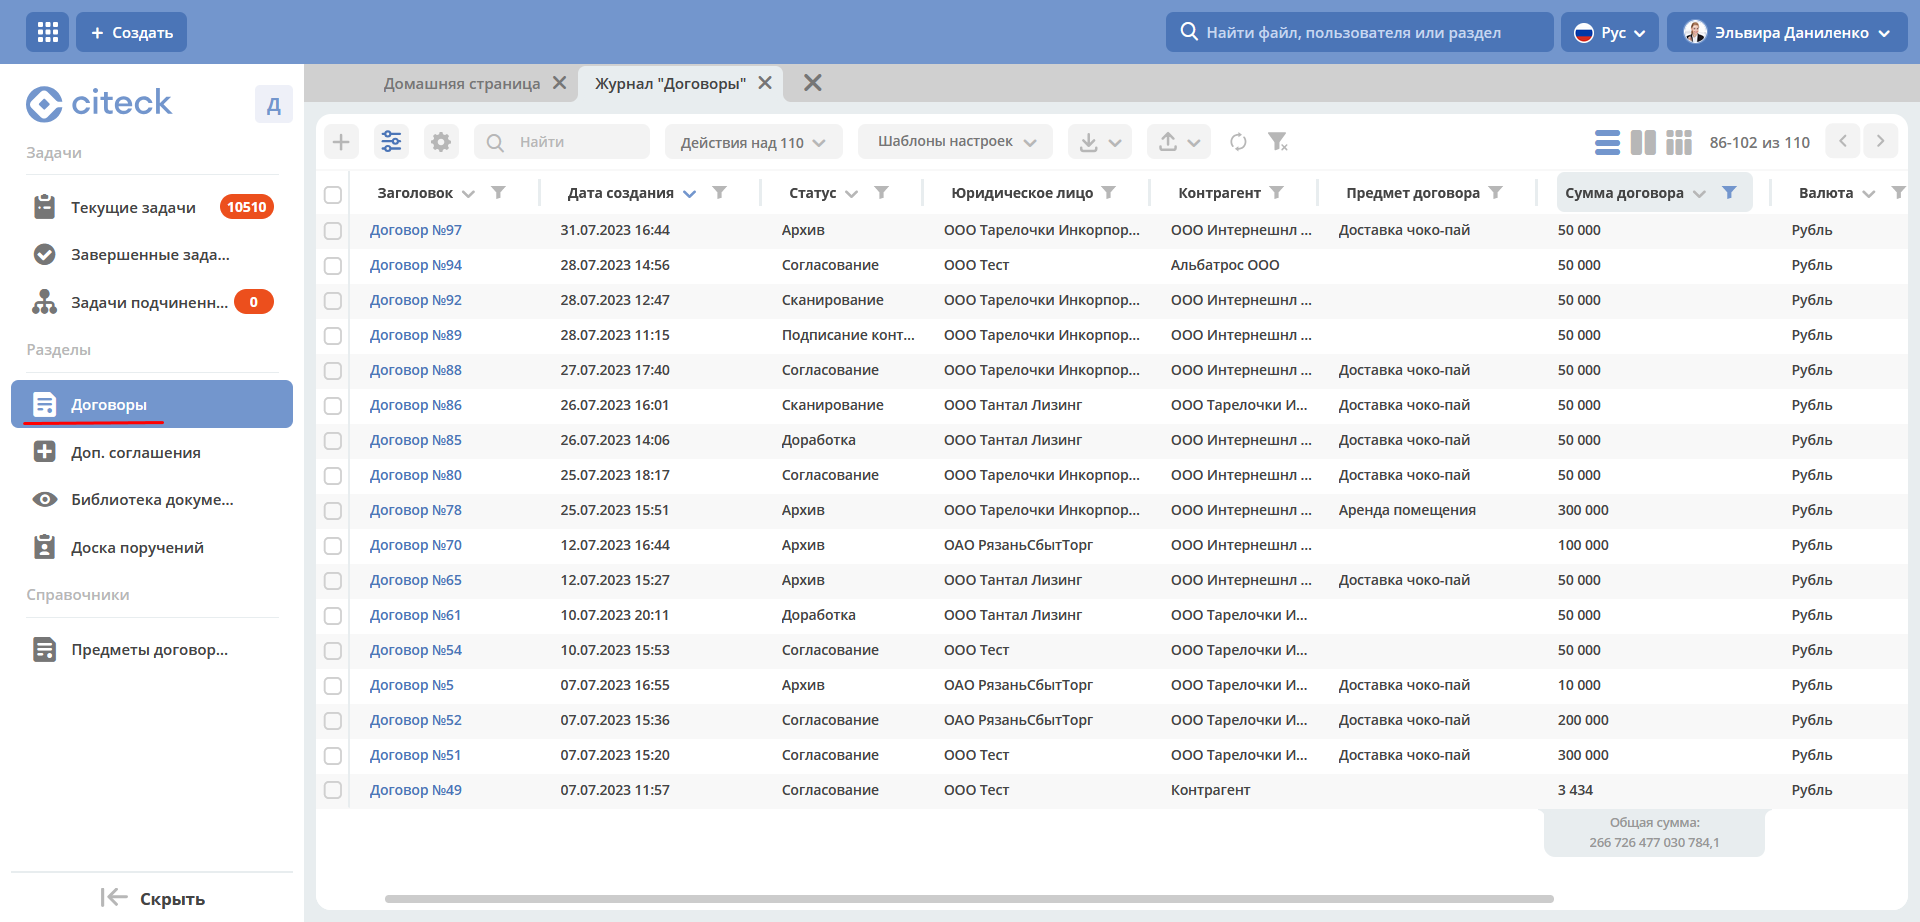 + Создать
Найти файл, пользователя или раздел
Рус
Эльвира Даниленко
citeck
Д
Задачи
Текущие задачи 10510
Завершенные зада...
Задачи подчиненн... 0
Разделы
Договоры
Доп. соглашения
Библиотека докуме...
Доска поручений
Справочники
Предметы договор...
Скрыть
Домашняя страница
Журнал "Договоры"
Найти
Действия над 110
Шаблоны настроек
86-102 из 110
Заголовок Дата создания Статус Юридическое лицо Контрагент Предмет договора Сумма договора Валюта
Договор №97 31.07.2023 16:44 Архив ООО Тарелочки Инкорпор... ООО Интернешнл ... Доставка чоко-пай 50 000 Рубль
Договор №94 28.07.2023 14:56 Согласование ООО Тест Альбатрос ООО 50 000 Рубль
Договор №92 28.07.2023 12:47 Сканирование ООО Тарелочки Инкорпор... ООО Интернешнл ... 50 000 Рубль
Договор №89 28.07.2023 11:15 Подписание конт... ООО Тарелочки Инкорпор... ООО Интернешнл ... 50 000 Рубль
Договор №88 27.07.2023 17:40 Согласование ООО Тарелочки Инкорпор... ООО Интернешнл ... Доставка чоко-пай 50 000 Рубль
Договор №86 26.07.2023 16:01 Сканирование ООО Тантал Лизинг ООО Тарелочки И... Доставка чоко-пай 50 000 Рубль
Договор №85 26.07.2023 14:06 Доработка ООО Тантал Лизинг ООО Интернешнл ... Доставка чоко-пай 50 000 Рубль
Договор №80 25.07.2023 18:17 Согласование ООО Тарелочки Инкорпор... ООО Интернешнл ... Доставка чоко-пай 50 000 Рубль
Договор №78 25.07.2023 15:51 Архив ООО Тарелочки Инкорпор... ООО Интернешнл ... Аренда помещения 300 000 Рубль
Договор №70 12.07.2023 16:44 Архив ОАО РязаньСбытТорг ООО Интернешнл ... 100 000 Рубль
Договор №65 12.07.2023 15:27 Архив ООО Тантал Лизинг ООО Интернешнл ... Доставка чоко-пай 50 000 Рубль
Договор №61 10.07.2023 20:11 Доработка ООО Тантал Лизинг ООО Тарелочки И... 50 000 Рубль
Договор №54 10.07.2023 15:53 Согласование ООО Тест ООО Тарелочки И... 50 000 Рубль
Договор №5 07.07.2023 16:55 Архив ОАО РязаньСбытТорг ООО Тарелочки И... Доставка чоко-пай 10 000 Рубль
Договор №52 07.07.2023 15:36 Согласование ОАО РязаньСбытТорг ООО Тарелочки И... Доставка чоко-пай 200 000 Рубль
Договор №51 07.07.2023 15:20 Согласование ООО Тест ООО Тарелочки И... Доставка чоко-пай 300 000 Рубль
Договор №49 07.07.2023 11:57 Согласование ООО Тест Контрагент 3 434 Рубль
Общая сумма:
266 726 477 030 784,1